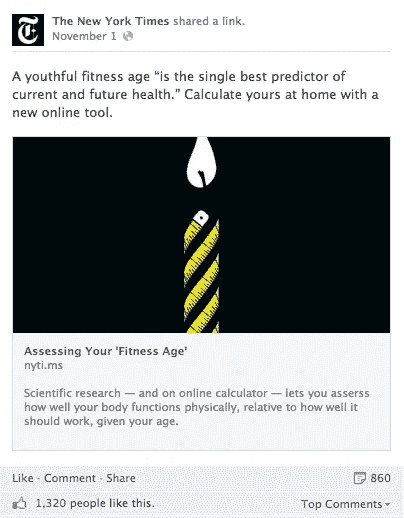 The New York Times shared a link.
November 1
A youthful fitness age “is the single best predictor of
current and future health.” Calculate yours at home with a
new online tool.
Assessing Your 'Fitness Age'
nyti.ms
Scientific research — and on online calculator — lets you asserss
how well your body functions physically, relative to how well it
should work, given your age.
Like · Comment · Share 860
1,320 people like this. Top Comments